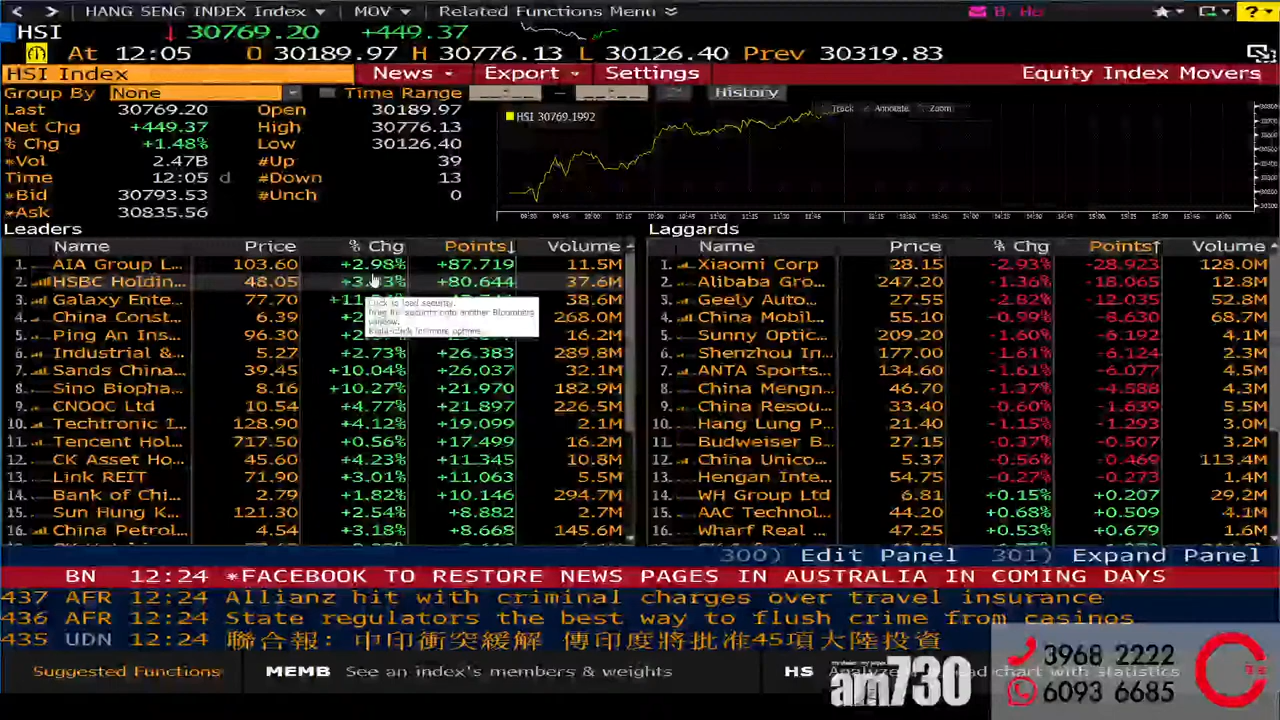 < > HANG SENG INDEX Index MOV Related Functions Menu
HSI 30769.20 +449.37
At 12:05 O 30189.97 H 30776.13 L 30126.40 Prev 30319.83
HSI Index News Export Settings Equity Index Movers
Group By None Time Range – History
Last 30769.20 Open 30189.97
Net Chg +449.37 High 30776.13
% Chg +1.48% Low 30126.40
*Vol 2.47B #Up 39
Time 12:05 d #Down 13
*Bid 30793.53 #Unch 0
*Ask 30835.56
Track Annotate Zoom
HSI 30769.1992
Leaders
Name Price % Chg Points↓ Volume
1. AIA Group L... 103.60 +2.98% +87.719 11.5M
2. HSBC Holdin... 48.05 37.6M +80.644
3. Galaxy Ente... 77.70 38.6M
4. China Const... 6.39 268.0M
5. Ping An Ins... 96.30 16.2M
6. Industrial &... 5.27 +2.73% +26.383 289.8M
7. Sands China... 39.45 +10.04% +26.037 32.1M
8. Sino Biopha... 8.16 +10.27% +21.970 182.9M
9. CNOOC Ltd 10.54 +4.77% +21.897 226.5M
10. Techtronic I... 128.90 +4.12% +19.099 2.1M
11. Tencent Hol... 717.50 +0.56% +17.499 16.2M
12. CK Asset Ho... 45.60 +4.23% +11.345 10.8M
13. Link REIT 71.90 +3.01% +11.063 5.5M
14. Bank of Chi... 2.79 +1.82% +10.146 294.7M
15. Sun Hung K... 121.30 +2.54% +8.882 2.7M
16. China Petrol... 4.54 +3.18% +8.668 145.6M
Click to load security.
Drag the security onto another Bloomberg
window.
Right-click for more options.
Laggards
Name Price % Chg Points↑ Volume
1. Xiaomi Corp 28.15 -2.93% -28.923 128.0M
2. Alibaba Gro... 247.20 -1.36% -18.065 12.6M
3. Geely Auto... 27.55 -2.82% -12.035 52.8M
4. China Mobil... 55.10 -0.99% -8.630 68.7M
5. Sunny Optic... 209.20 -1.60% -6.192 4.1M
6. Shenzhou In... 177.00 -1.61% -6.124 2.3M
7. ANTA Sports... 134.60 -1.61% -6.077 4.5M
8. China Mengn... 46.70 -1.37% -4.588 4.3M
9. China Resou... 33.40 -0.60% -1.639 5.5M
10. Hang Lung P... 21.40 -1.15% -1.143 3.0M
11. Budweiser B... 27.15 -0.37% -0.507 3.2M
12. China Unico... 5.37 -0.56% -0.469 113.4M
13. Hengan Inte... 54.75 -0.27% -0.273 1.4M
14. WH Group Ltd 6.81 +0.15% +0.207 29.2M
15. AAC Technol... 44.20 +0.68% +0.509 4.1M
16. Wharf Real 47.25 +0.53% +0.679 1.6M
300) Edit Panel 301) Expand Panel
BN 12:24 *FACEBOOK TO RESTORE NEWS PAGES IN AUSTRALIA IN COMING DAYS
437 AFR 12:24 Allianz hit with criminal charges over travel insurance
436 AFR 12:24 State regulators the best way to flush crime from casinos
435 UDN 12:24 聯合報: 中印衝突緩解 傳印度將批准45項大陸投資
Suggested Functions MEMB See an index's members & weights HS chart with statistics
am730
3968 2222
6093 6685